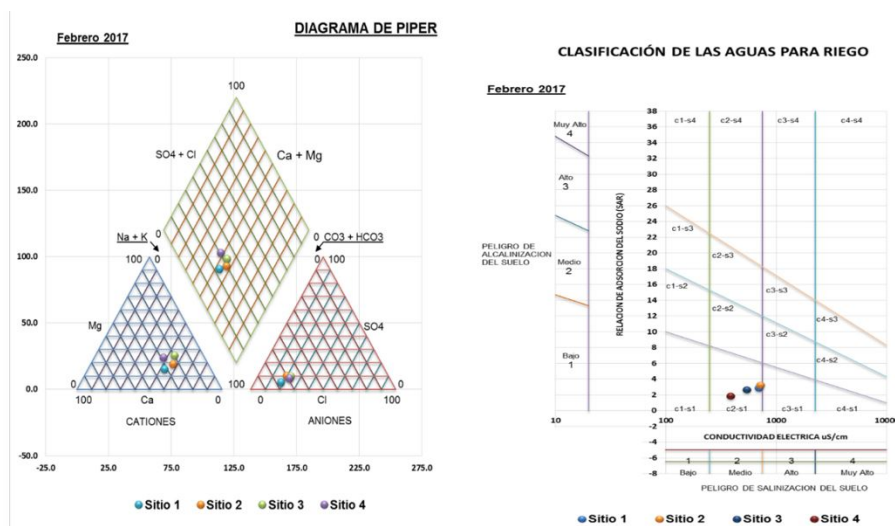 DIAGRAMA DE PIPER
Febrero 2017
250.0
200.0
150.0
100.0
50.0
0.0
-50.0
-25.0 25.0 75.0 125.0 175.0 225.0 275.0
100
SO4 + Cl
Ca + Mg
0
0
Na + K
CO3 + HCO3
100
0
0
100
Mg
SO4
0
0
100
100
Ca
0
0
Cl
100
100
0
CATIONES
ANIONES
Sitio 1 Sitio 2 Sitio 3 Sitio 4
CLASIFICACIÓN DE LAS AGUAS PARA RIEGO
Febrero 2017
Muy Alto
4
Alto
3
PELIGRO DE
ALCALINIZACION
DEL SUELO
Medio
2
Bajo
1
10
RELACION DE ADSORCION DEL SODIO (SAR)
38
36
34
32
30
28
26
24
22
20
18
16
14
12
10
8
6
4
2
0
-2
-4
-6
-8
c1-s4 c2-s4 c3-s4 c4-s4
c1-s3
c2-s3
c3-s3
c4-s3
c1-s2
c2-s2
c3-s2
c4-s2
c1-s1 c2-s1 c3-s1 c4-s1
100 1000 1000
CONDUCTIVIDAD ELECTRICA uS/cm
1 2 3 4
Bajo Medio Alto Muy Alto
PELIGRO DE SALINIZACION DEL SUELO
Sitio 1 Sitio 2 Sitio 3 Sitio 4